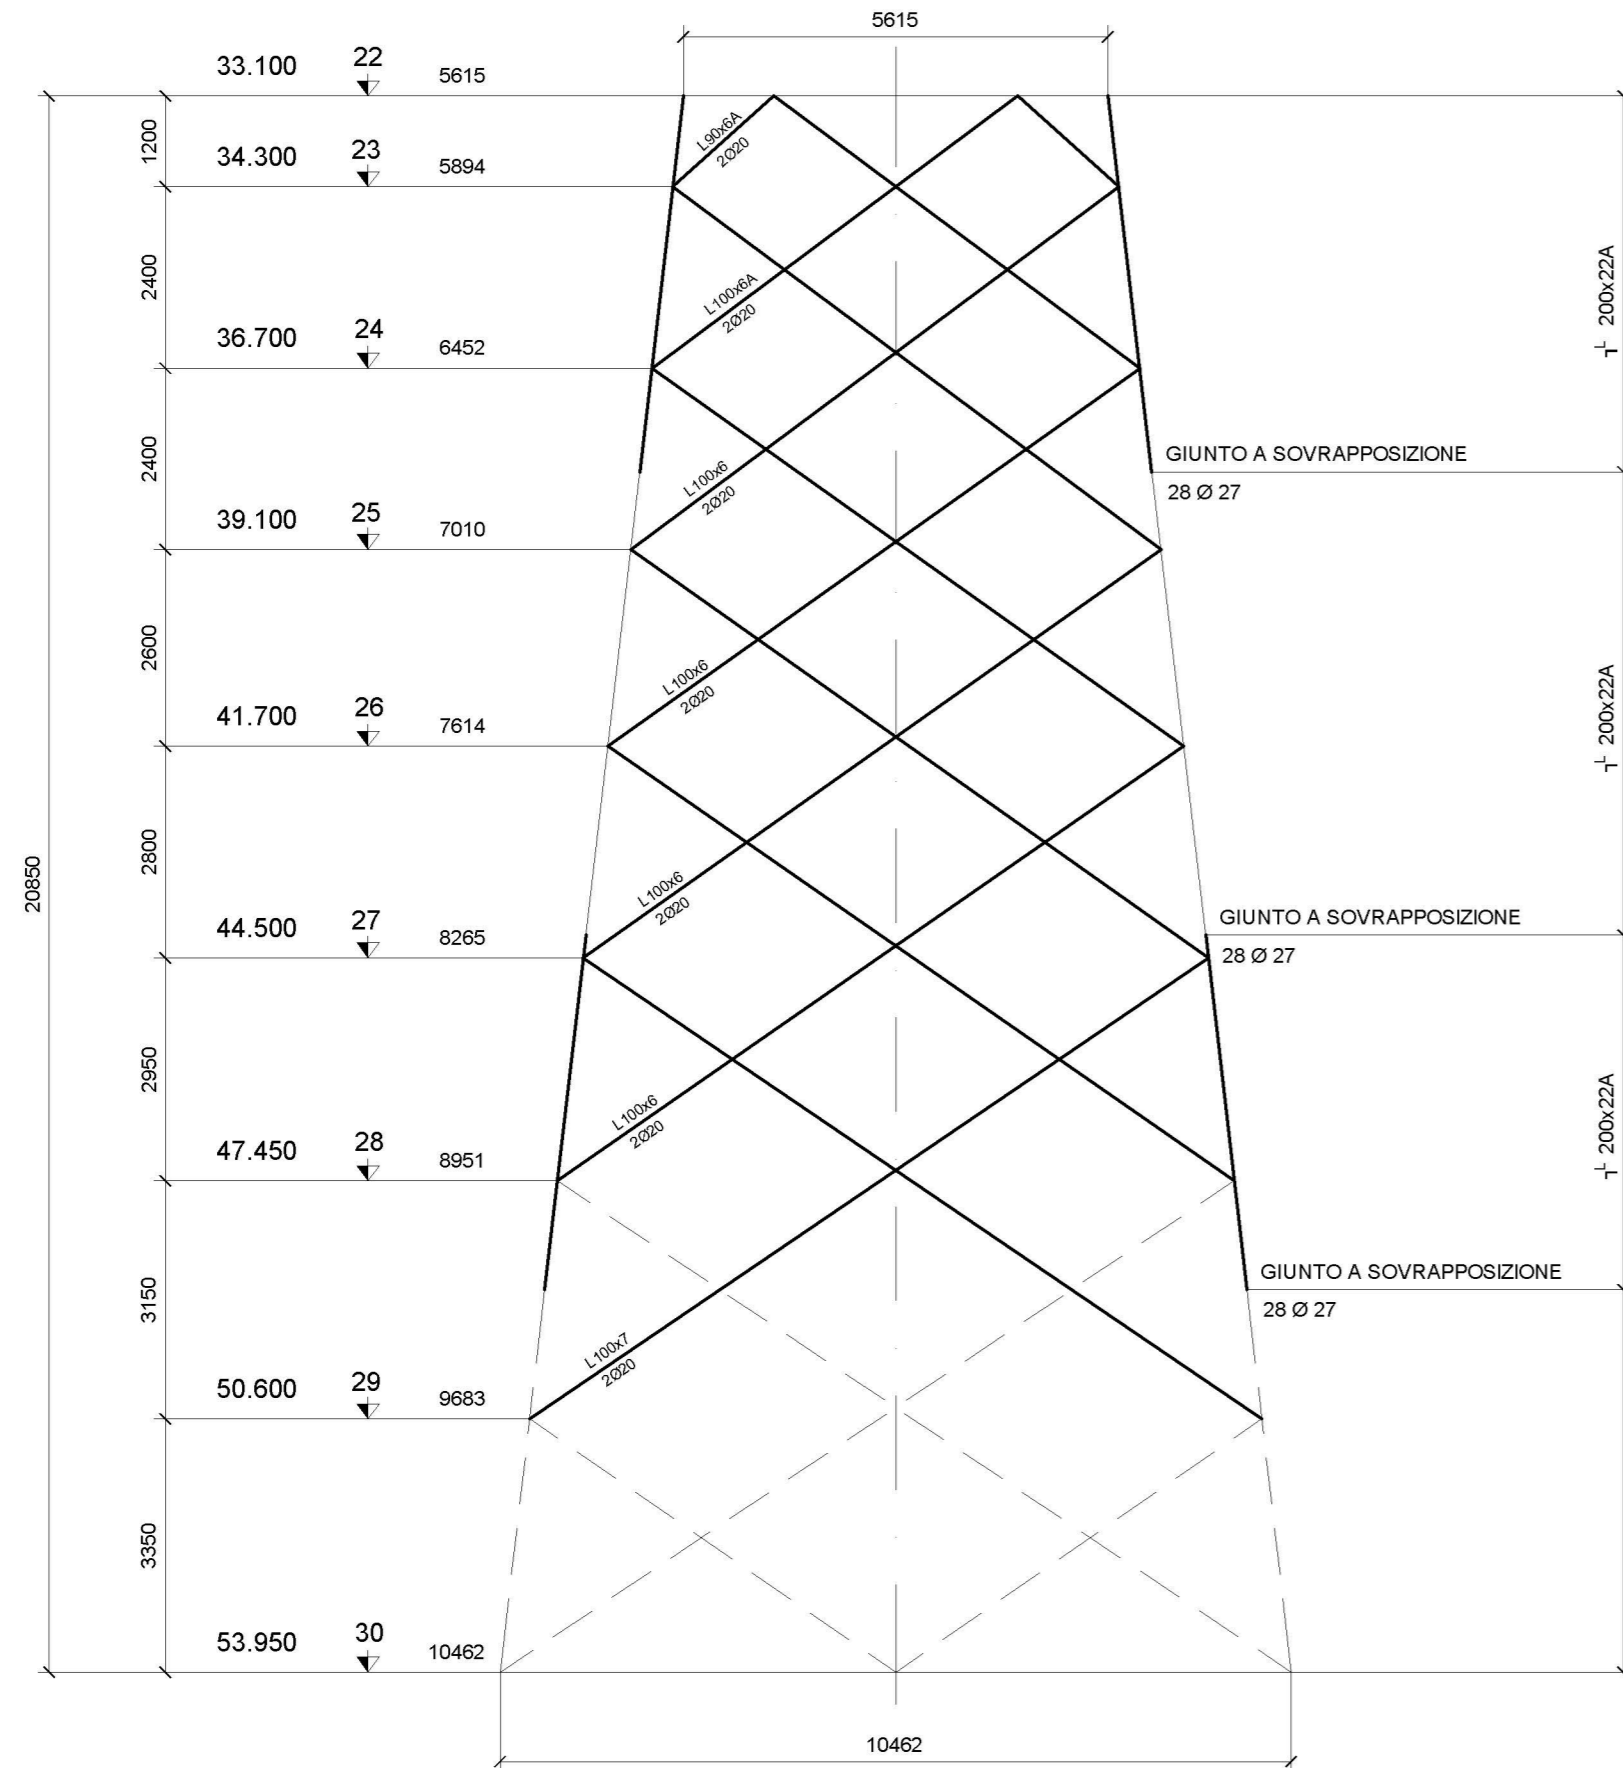 5615
33.100 22 5615
1200
L90x6A
2Ø20
34.300 23 5894
2400
L100x6A
2Ø20
200x22A
36.700 24 6452
2400
GIUNTO A SOVRAPPOSIZIONE
28 Ø 27
L100x6
2Ø20
39.100 25 7010
2600
L100x6
2Ø20
200x22A
41.700 26 7614
2800
20850
L100x6
2Ø20
GIUNTO A SOVRAPPOSIZIONE
28 Ø 27
44.500 27 8265
2950
L100x6
2Ø20
200x22A
47.450 28 8951
3150
GIUNTO A SOVRAPPOSIZIONE
28 Ø 27
L100x7
2Ø20
50.600 29 9683
3350
53.950 30 10462
10462